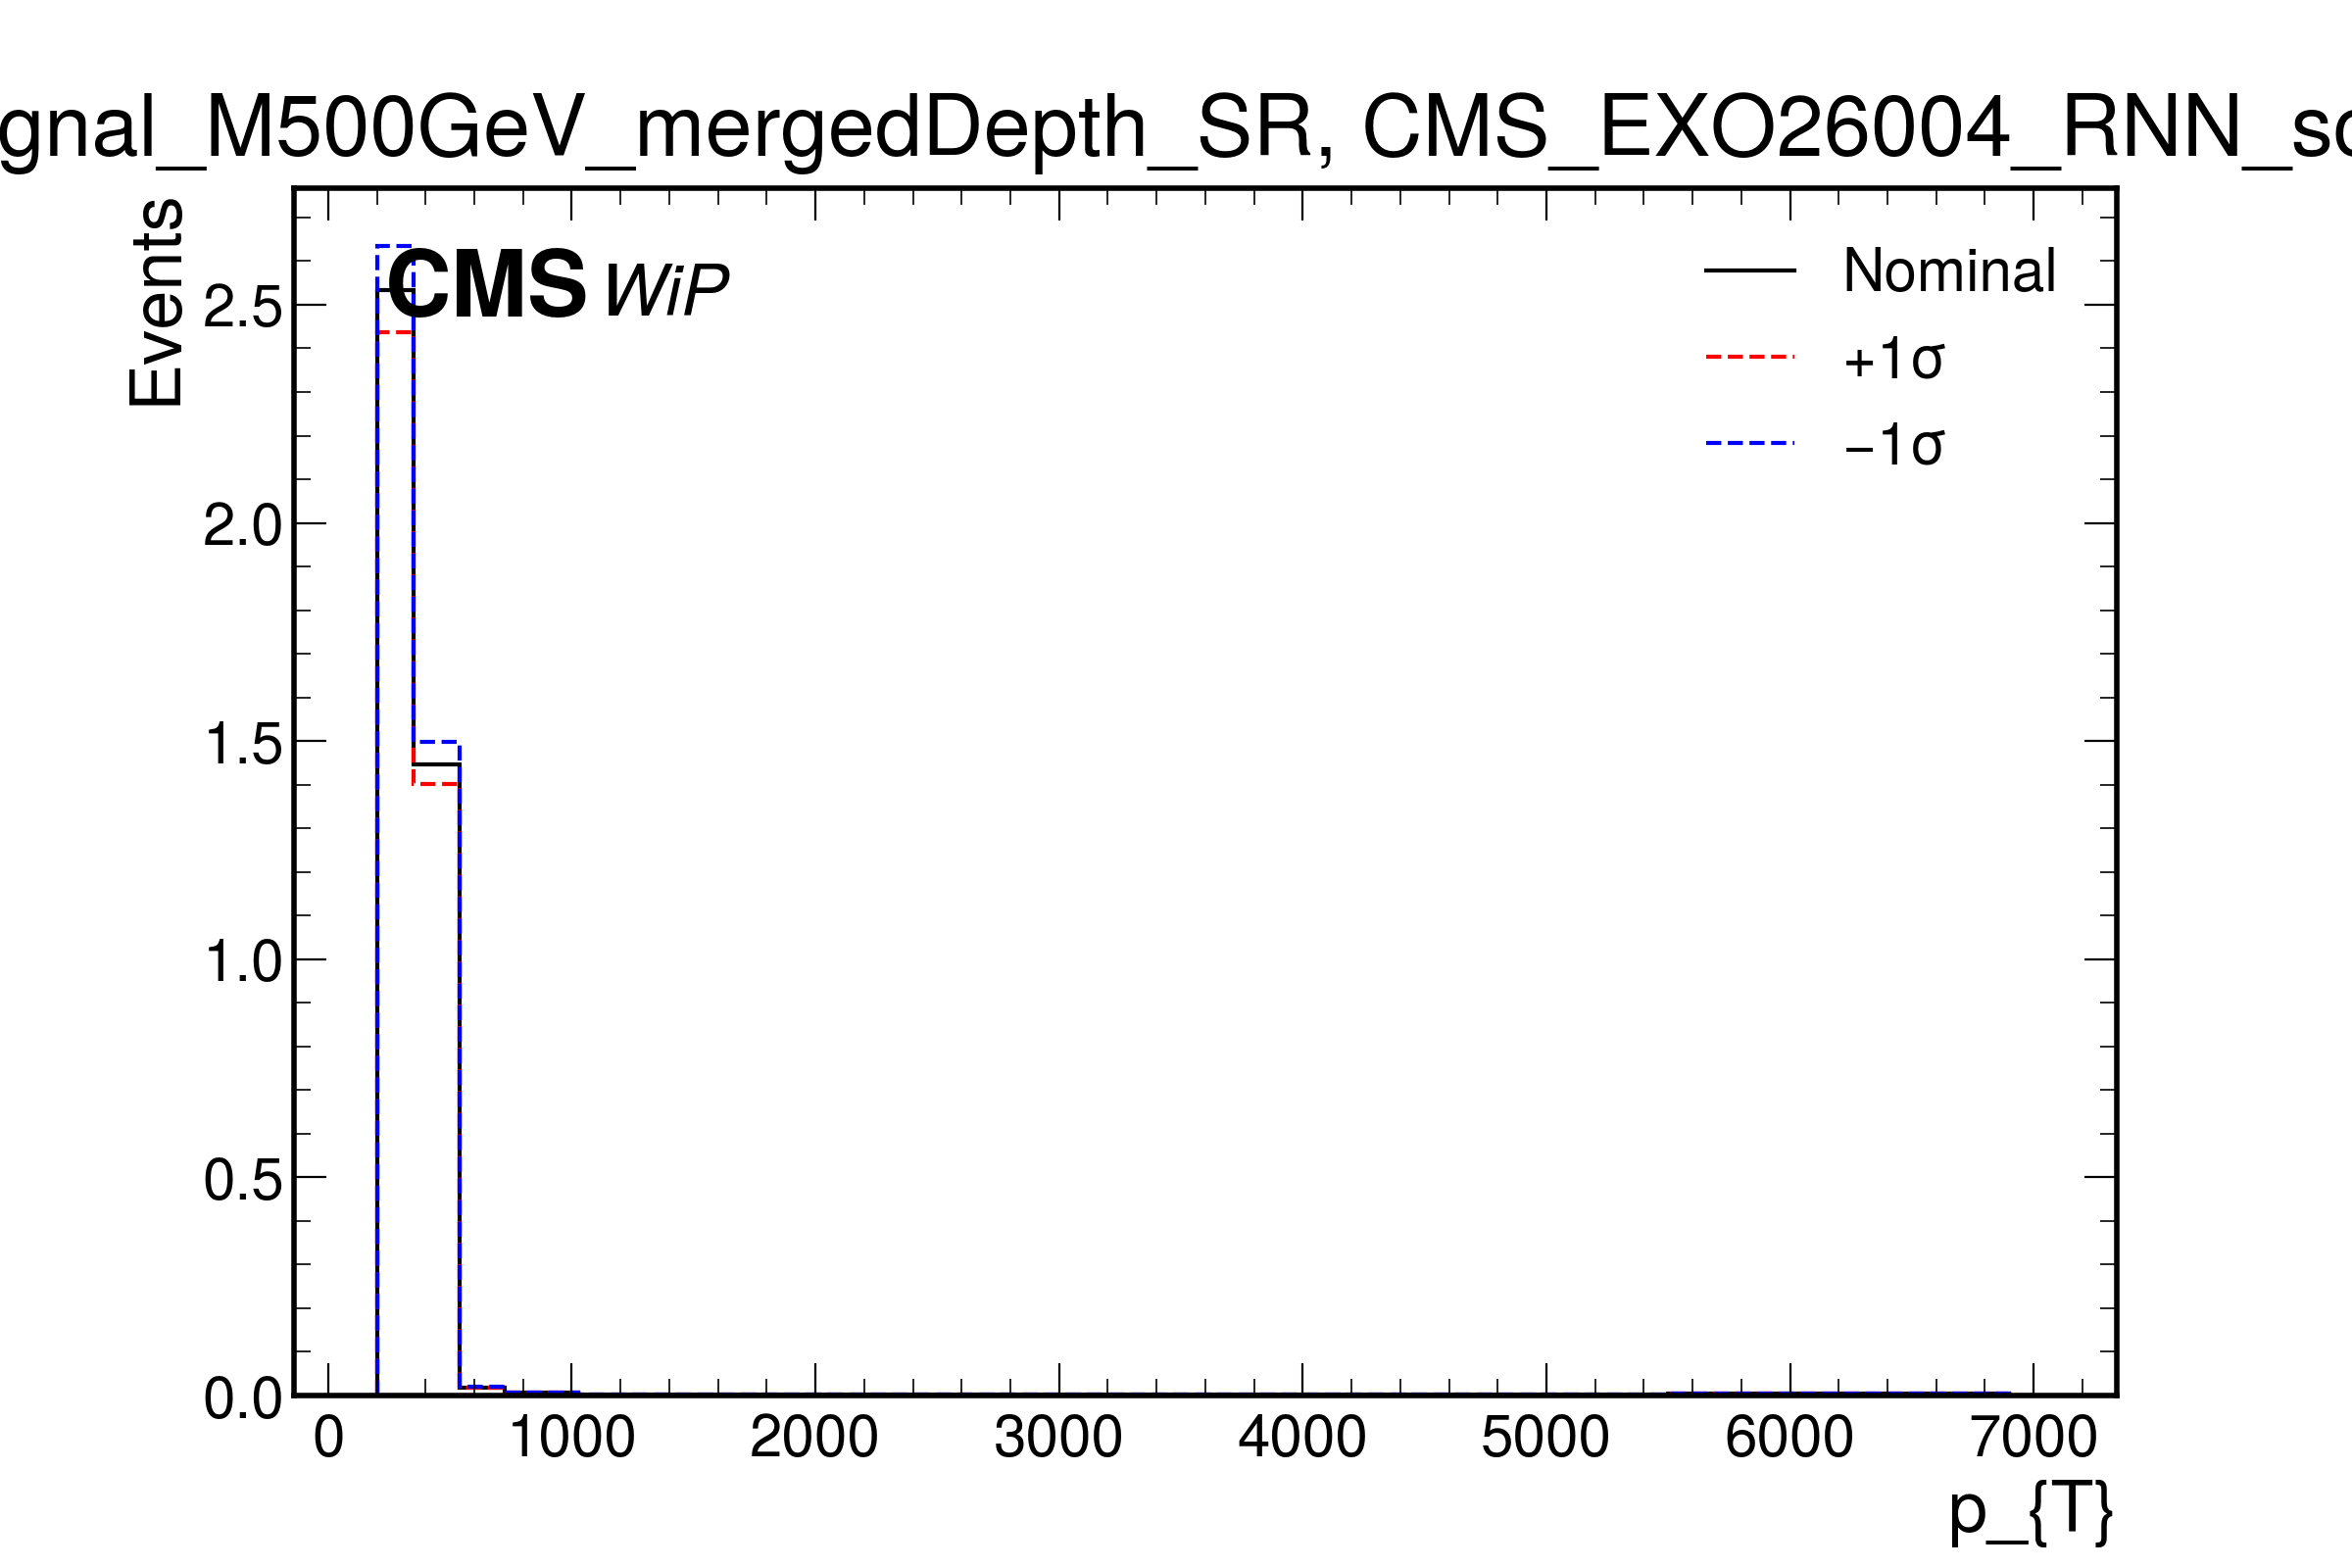 gnal_M500GeV_mergedDepth_SR, CMS_EXO26004_RNN_sc
Events
CMS WiP
Nominal
+1σ
−1σ
2.5
2.0
1.5
1.0
0.5
0.0
0 1000 2000 3000 4000 5000 6000 7000
p_{T}